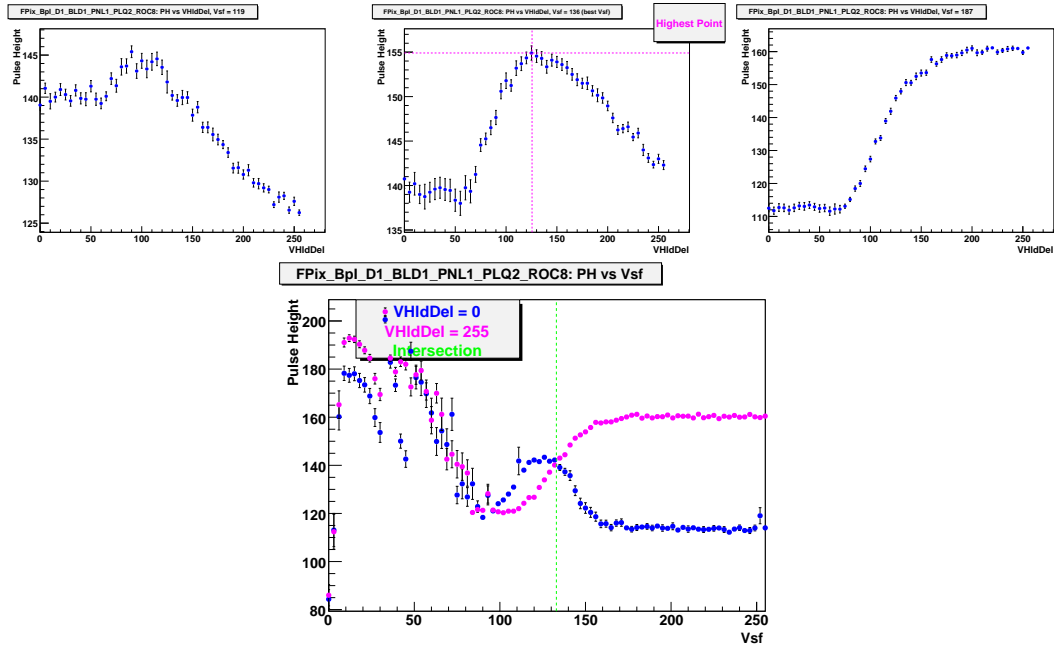 FPix_Bpl_D1_BLD1_PNL1_PLQ2_ROC8: PH vs VHldDel, Vsf = 119
Pulse Height
145
140
135
130
125
0 50 100 150 200 250
VHldDel
FPix_Bpl_D1_BLD1_PNL1_PLQ2_ROC8: PH vs VHldDel, Vsf = 136 (best Vsf)
Highest Point
Pulse Height
155
150
145
140
0 50 100 150 200 250
VHldDel
FPix_Bpl_D1_BLD1_PNL1_PLQ2_ROC8: PH vs VHldDel, Vsf = 187
Pulse Height
160
150
140
130
120
110
0 50 100 150 200 250
VHldDel
FPix_Bpl_D1_BLD1_PNL1_PLQ2_ROC8: PH vs Vsf
VHldDel = 0
VHldDel = 255
Intersection
Pulse Height
200
180
160
140
120
100
80
0 50 100 150 200 250
Vsf